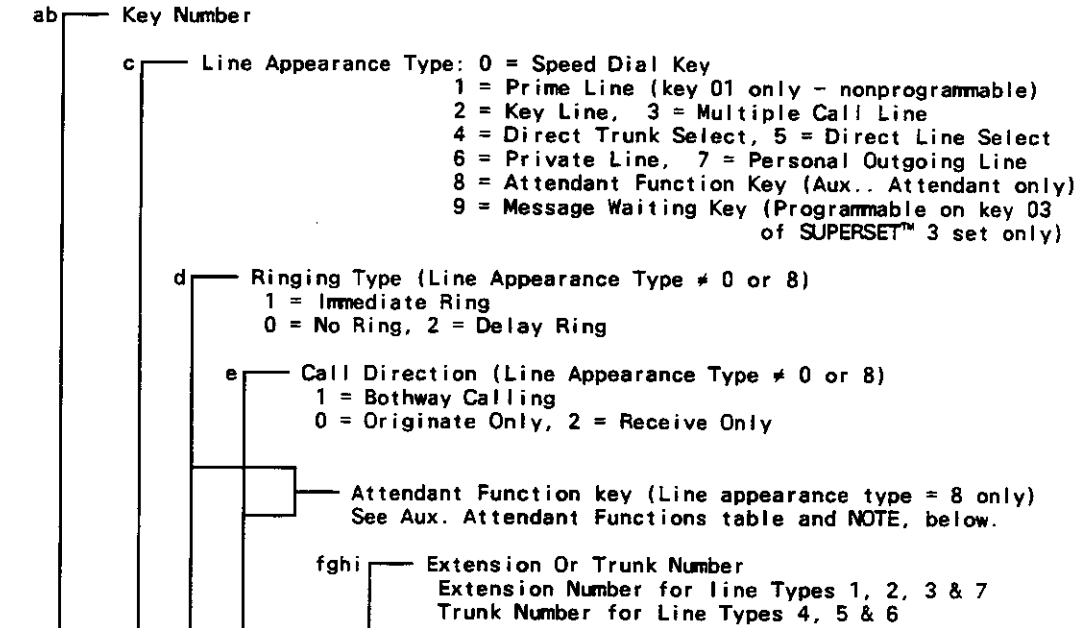 ab Key Number
c Line Appearance Type: 0 = Speed Dial Key
1 = Prime Line (key 01 only - nonprogrammable)
2 = Key Line, 3 = Multiple Call Line
4 = Direct Trunk Select, 5 = Direct Line Select
6 = Private Line, 7 = Personal Outgoing Line
8 = Attendant Function Key (Aux.. Attendant only)
9 = Message Waiting Key (Programmable on key 03
of SUPERSET™ 3 set only)
d Ringing Type (Line Appearance Type ≠ 0 or 8)
1 = Immediate Ring
0 = No Ring, 2 = Delay Ring
e Call Direction (Line Appearance Type ≠ 0 or 8)
1 = Bothway Calling
0 = Originate Only, 2 = Receive Only
Attendant Function key (Line appearance type = 8 only)
See Aux. Attendant Functions table and NOTE, below.
fghi Extension Or Trunk Number
Extension Number for line Types 1, 2, 3 & 7
Trunk Number for Line Types 4, 5 & 6